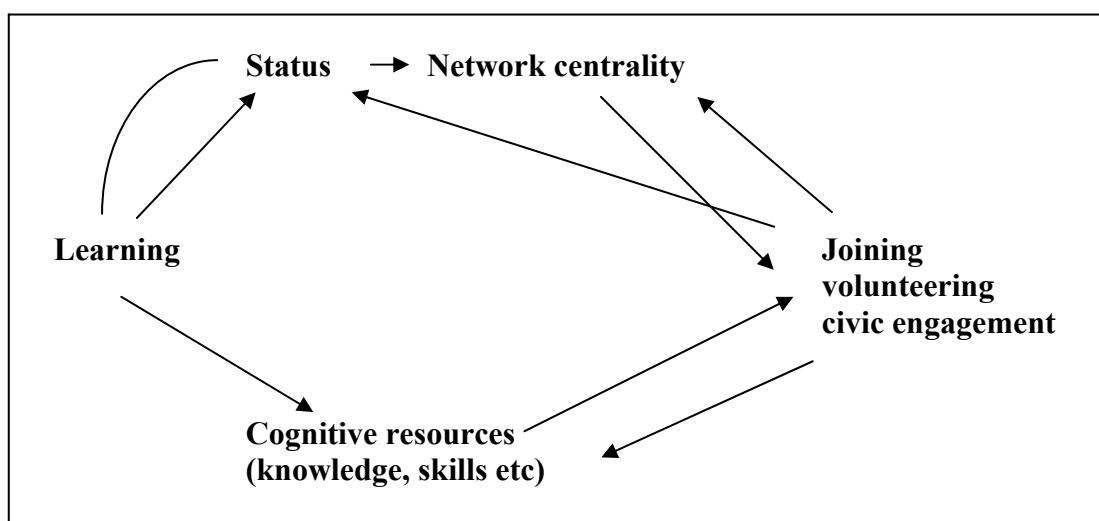 Status
Network centrality
Learning
Joining
volunteering
civic engagement
Cognitive resources
(knowledge, skills etc)